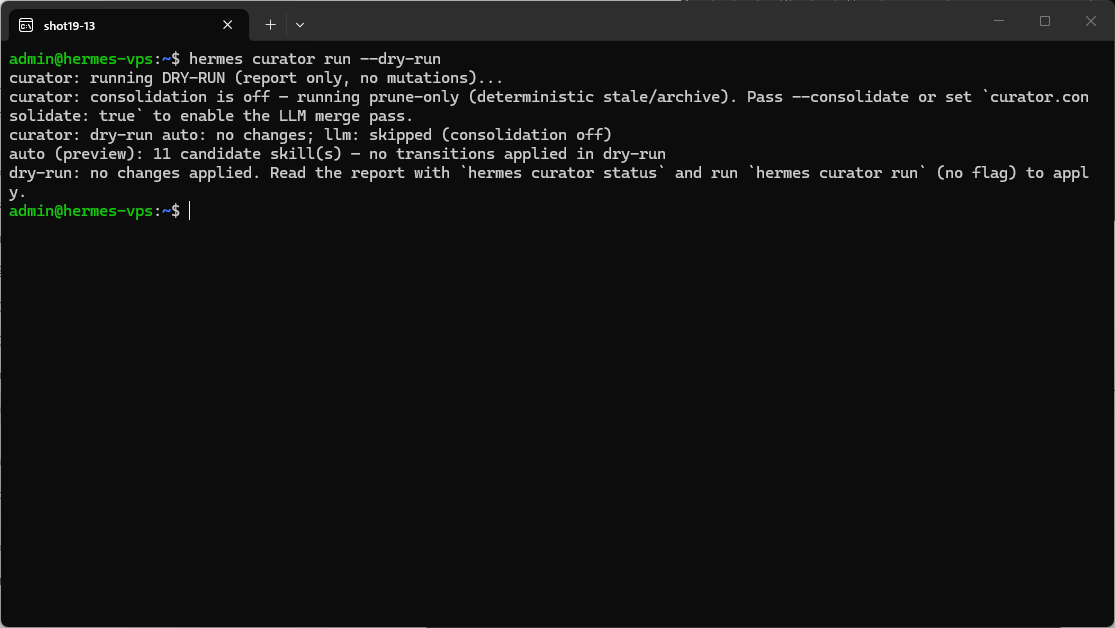 shot19-13
admin@hermes-vps:~$ hermes curator run --dry-run
curator: running DRY-RUN (report only, no mutations)...
curator: consolidation is off — running prune-only (deterministic stale/archive). Pass --consolidate or set `curator.con
solidate: true` to enable the LLM merge pass.
curator: dry-run auto: no changes; llm: skipped (consolidation off)
auto (preview): 11 candidate skill(s) — no transitions applied in dry-run
dry-run: no changes applied. Read the report with `hermes curator status` and run `hermes curator run` (no flag) to appl
y.
admin@hermes-vps:~$